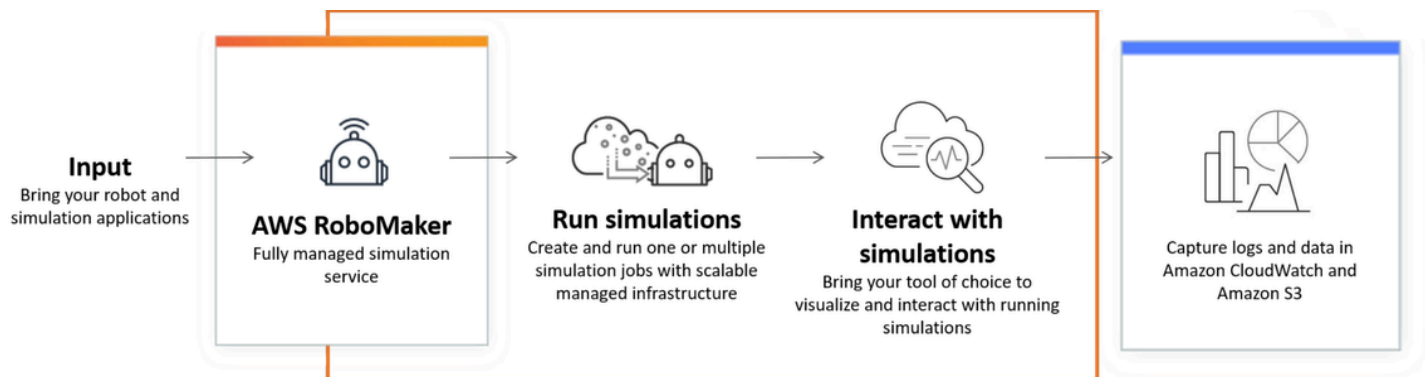 Input
Bring your robot and
simulation applications
AWS RoboMaker
Fully managed simulation
service
Run simulations
Create and run one or multiple
simulation jobs with scalable
managed infrastructure
Interact with
simulations
Bring your tool of choice to
visualize and interact with running
simulations
Capture logs and data in
Amazon CloudWatch and
Amazon S3